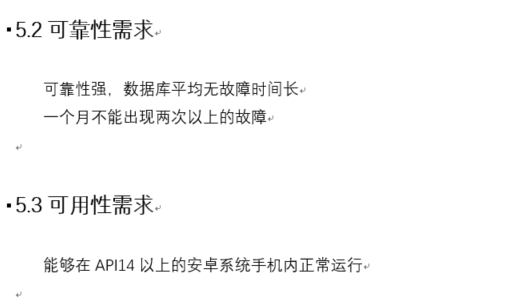 5.2 可靠性需求
可靠性强，数据库平均无故障时间长
一个月不能出现两次以上的故障
5.3 可用性需求
能够在 API14 以上的安卓系统手机内正常运行